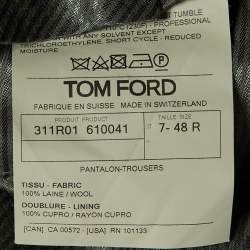 (230F)
TUMBLE
WITH ANY SOLVENT EXCEPT
TRICHLOROETHYLENE, SHORT CYCLE - REDUCED
MOISTURE
TOM FORD
FABRIQUE EN SUISSE MADE IN SWITZERLAND
PRODUIT PRODUCT
TAILLE SIZE
311R01 610041
7- 48 R
PANTALON-TROUSERS
TISSU - FABRIC
100% LAINE / WOOL
DOUBLURE - LINING
100% CUPRO / RAYON CUPRO
[CAN] CA 00572 - [USA] RN 101133